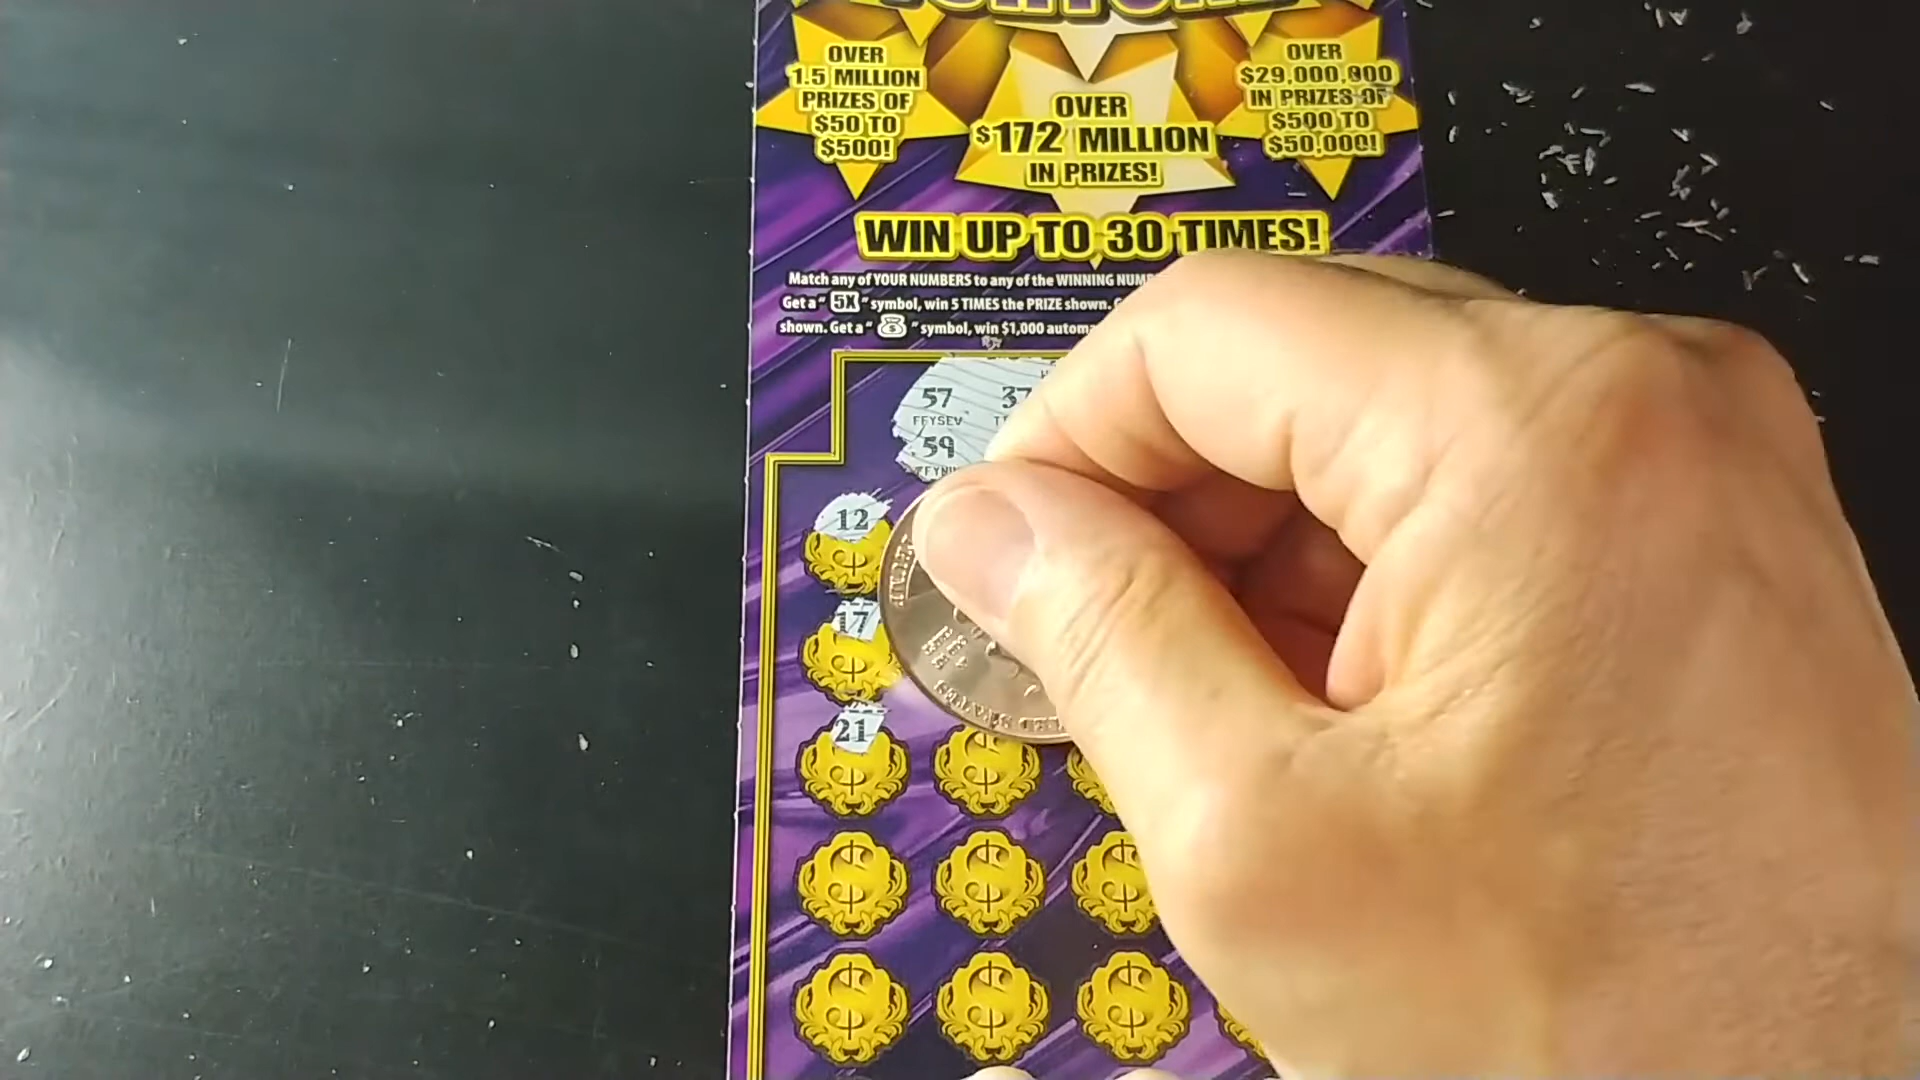 OVER
1.5 MILLION
PRIZES OF
$50 TO
$500!
OVER
$172 MILLION
IN PRIZES!
OVER
$29,000,000
IN PRIZES OF
$500 TO
$50,000!
WIN UP TO 30 TIMES!
Match any of YOUR NUMBERS to any of the WINNING
Get a " 5X " symbol, win 5 TIMES the PRIZE shown.
shown. Get a " $ " symbol, win $1,000
57 37
FFYSEV
59
12
17
21